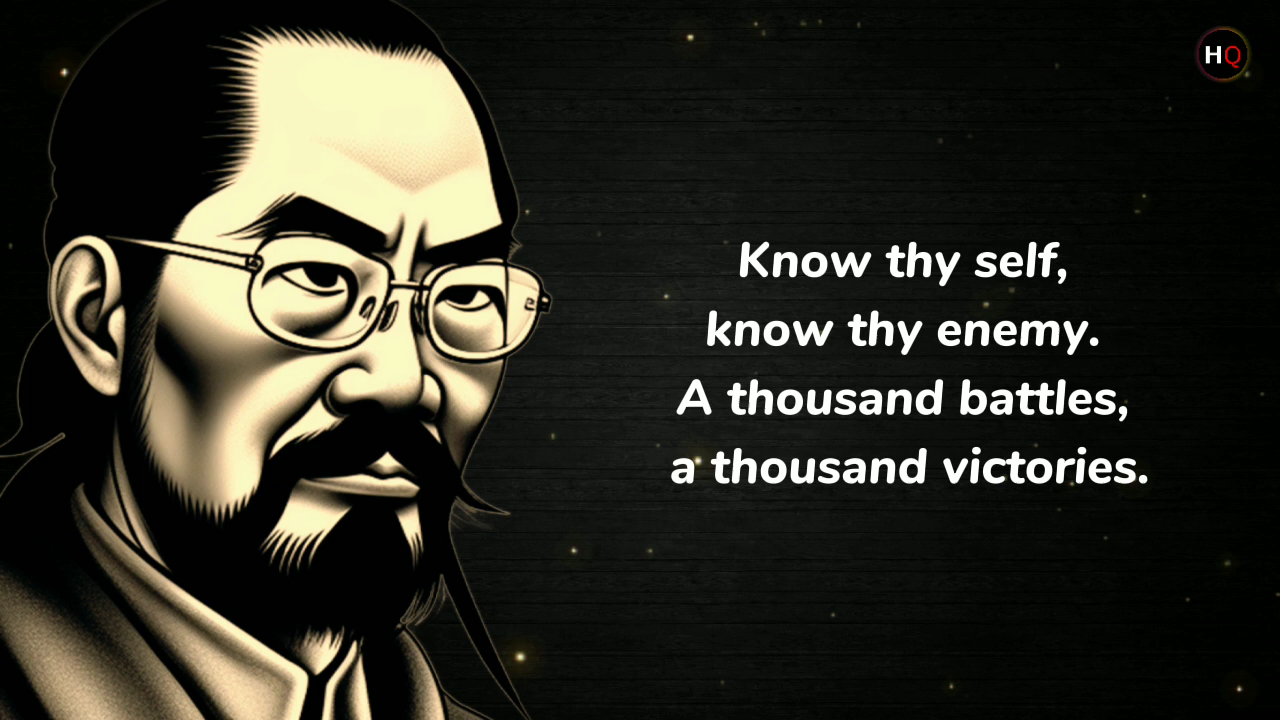 HQ
Know thy self,
know thy enemy.
A thousand battles,
a thousand victories.